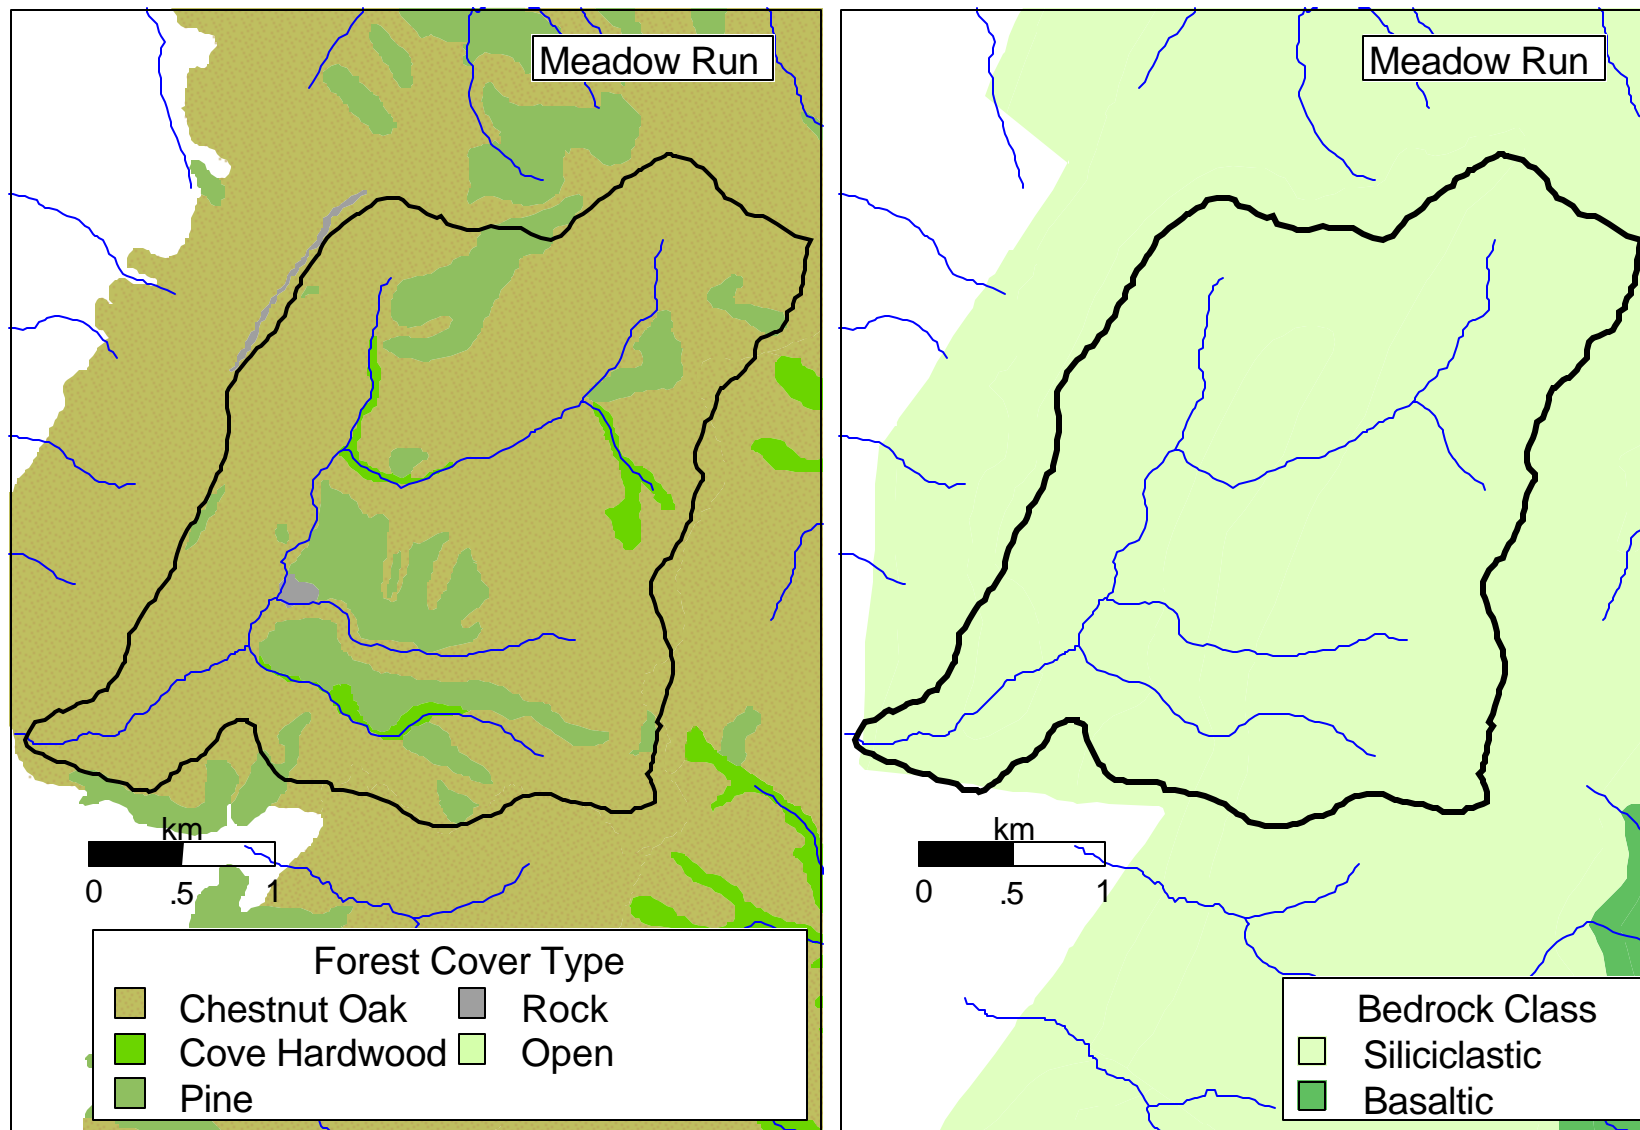 Meadow Run
km
0 .5 1
Forest Cover Type
Chestnut Oak Rock
Cove Hardwood Open
Pine
Meadow Run
km
0 .5 1
Bedrock Class
Siliciclastic
Basaltic